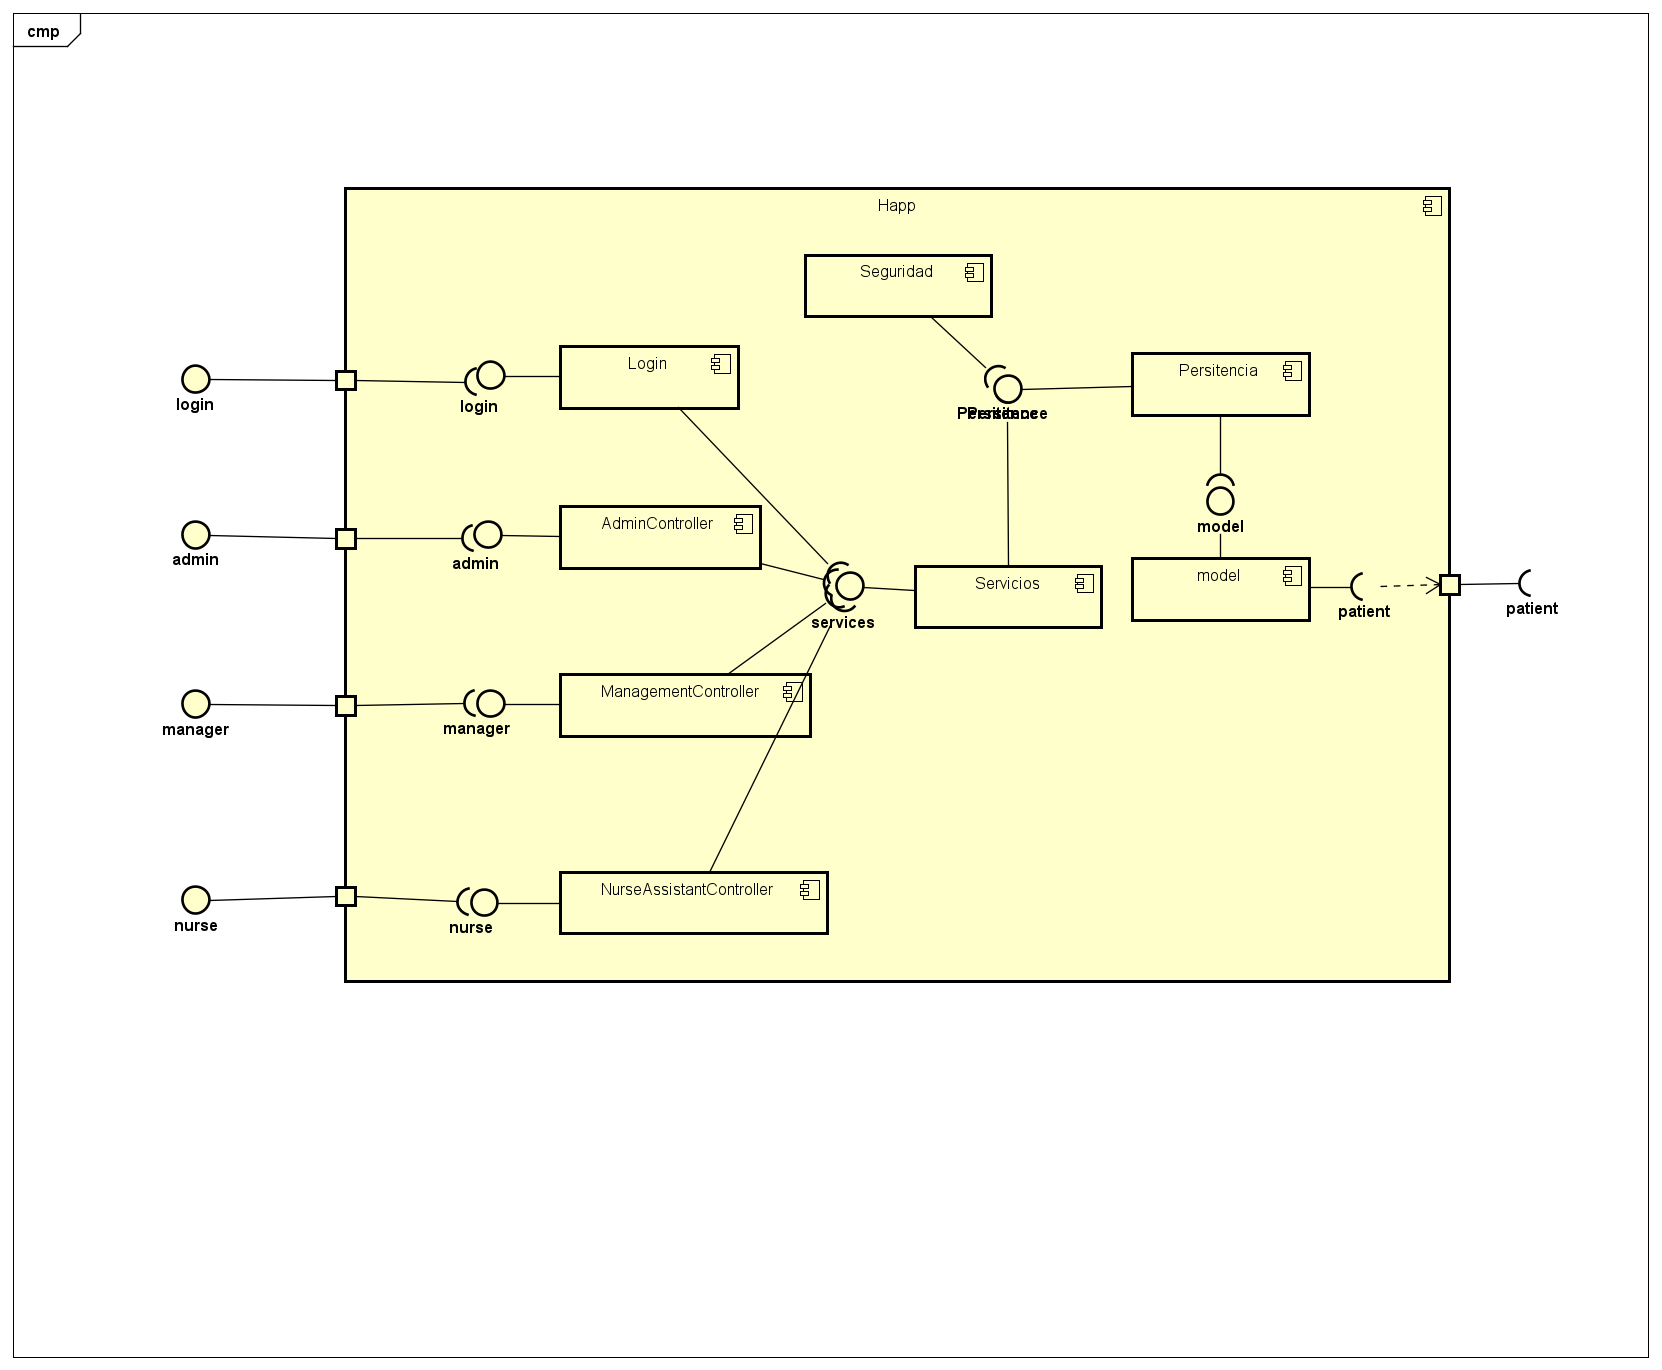 cmp
Happ
Seguridad
Login
Persitencia
login
login
Persitence
model
AdminController
admin
admin
Servicios
model
services
patient
patient
ManagementController
manager
manager
NurseAssistantController
nurse
nurse